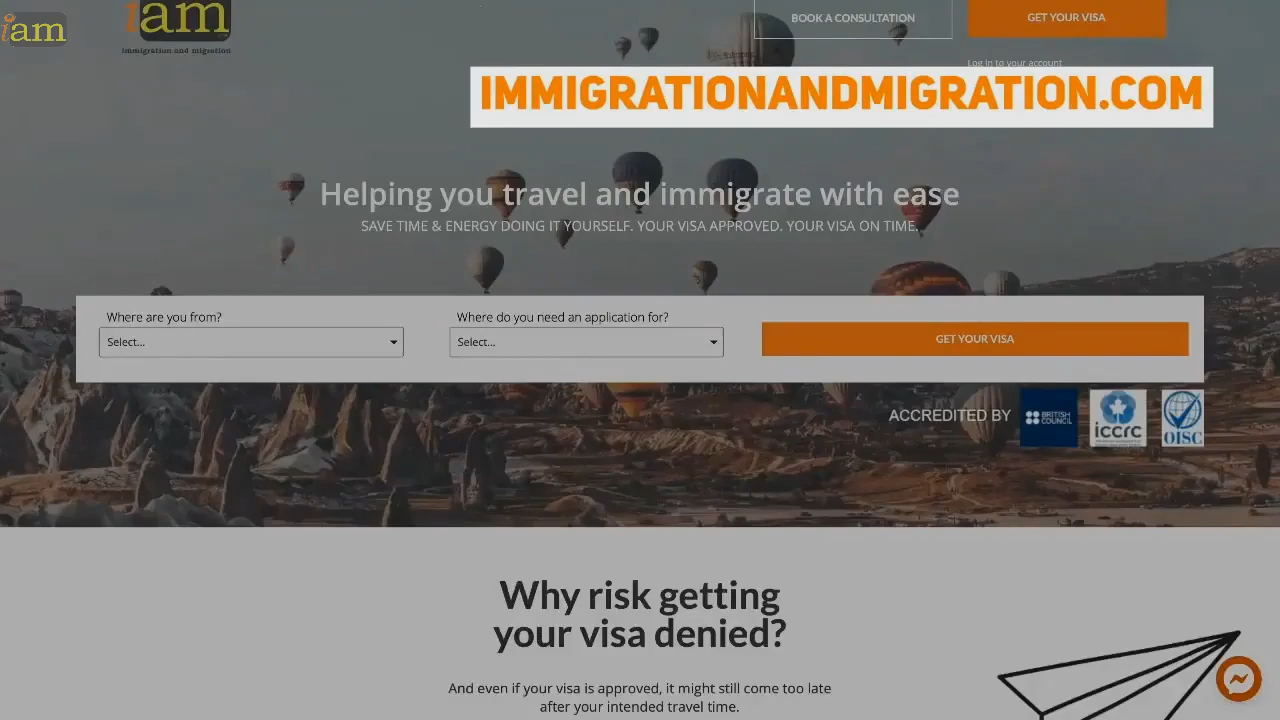 iam
iam
immigration and migration
BOOK A CONSULTATION
GET YOUR VISA
Log in to your account
IMMIGRATIONANDMIGRATION.COM
Helping you travel and immigrate with ease
SAVE TIME & ENERGY DOING IT YOURSELF. YOUR VISA APPROVED. YOUR VISA ON TIME.
Where are you from?
Where do you need an application for?
Select...
Select...
GET YOUR VISA
ACCREDITED BY
BRITISH
COUNCIL
iccrc
OISC
Why risk getting
your visa denied?
And even if your visa is approved, it might still come too late
after your intended travel time.